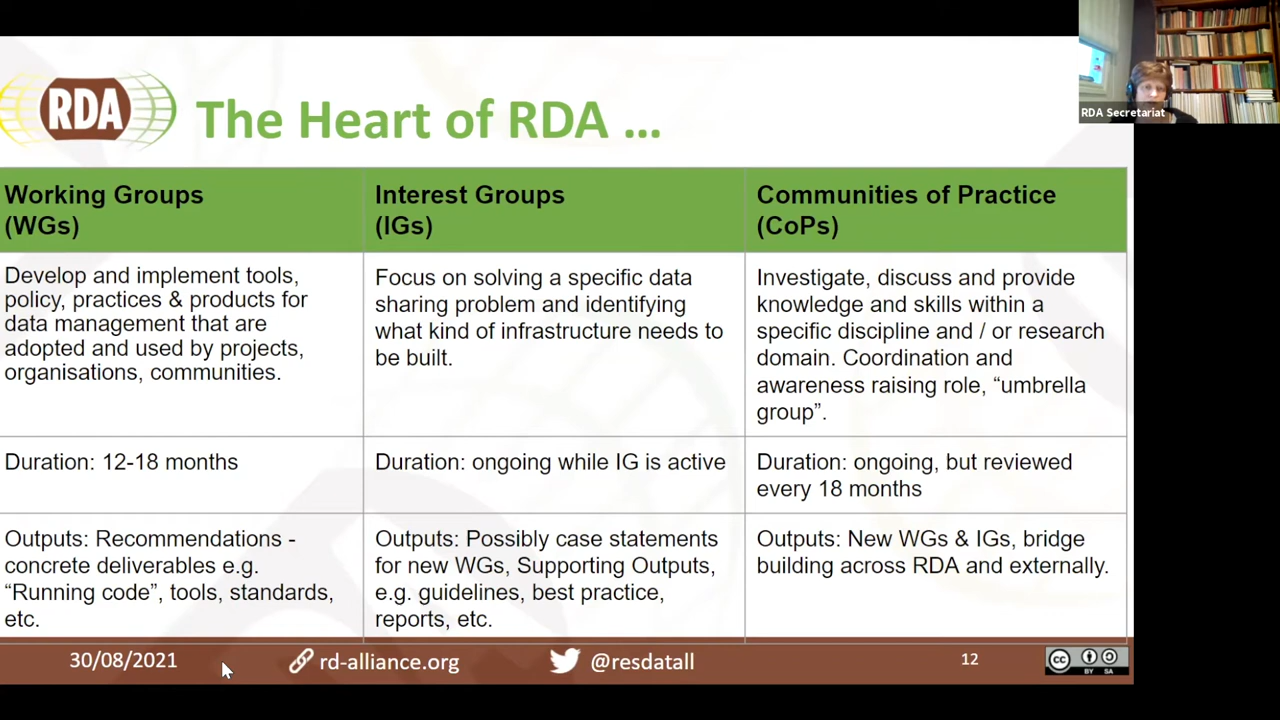 RDA
The Heart of RDA ...
RDA Secretariat
Working Groups
(WGs)
Interest Groups
(IGs)
Communities of Practice
(CoPs)
Develop and implement tools,
policy, practices & products for
data management that are
adopted and used by projects,
organisations, communities.
Focus on solving a specific data
sharing problem and identifying
what kind of infrastructure needs to
be built.
Investigate, discuss and provide
knowledge and skills within a
specific discipline and / or research
domain. Coordination and
awareness raising role, “umbrella
group”.
Duration: 12-18 months
Duration: ongoing while IG is active
Duration: ongoing, but reviewed
every 18 months
Outputs: Recommendations -
concrete deliverables e.g.
“Running code”, tools, standards,
etc.
Outputs: Possibly case statements
for new WGs, Supporting Outputs,
e.g. guidelines, best practice,
reports, etc.
Outputs: New WGs & IGs, bridge
building across RDA and externally.
30/08/2021
rd-alliance.org
@resdatall
12
cc
BY SA